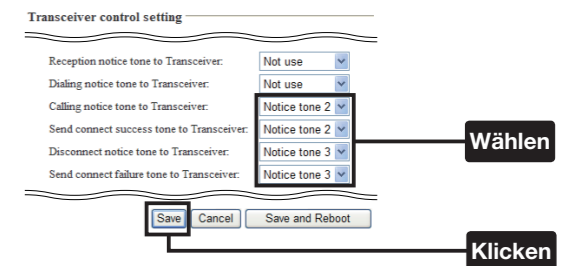 Transceiver control setting
Reception notice tone to Transceiver: Not use
Dialing notice tone to Transceiver: Not use
Calling notice tone to Transceiver: Notice tone 2
Send connect success tone to Transceiver: Notice tone 2
Disconnect notice tone to Transceiver: Notice tone 3
Send connect failure tone to Transceiver: Notice tone 3
Wählen
Save Cancel Save and Reboot
Klicken